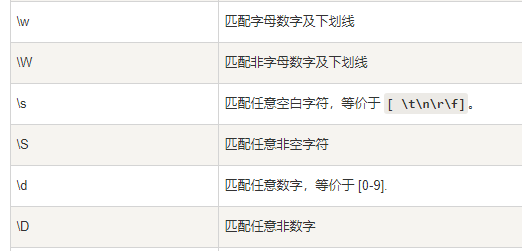 \w 匹配字母数字及下划线
\W 匹配非字母数字及下划线
\s 匹配任意空白字符，等价于 [ \t\n\r\f]。
\S 匹配任意非空字符
\d 匹配任意数字，等价于 [0-9].
\D 匹配任意非数字